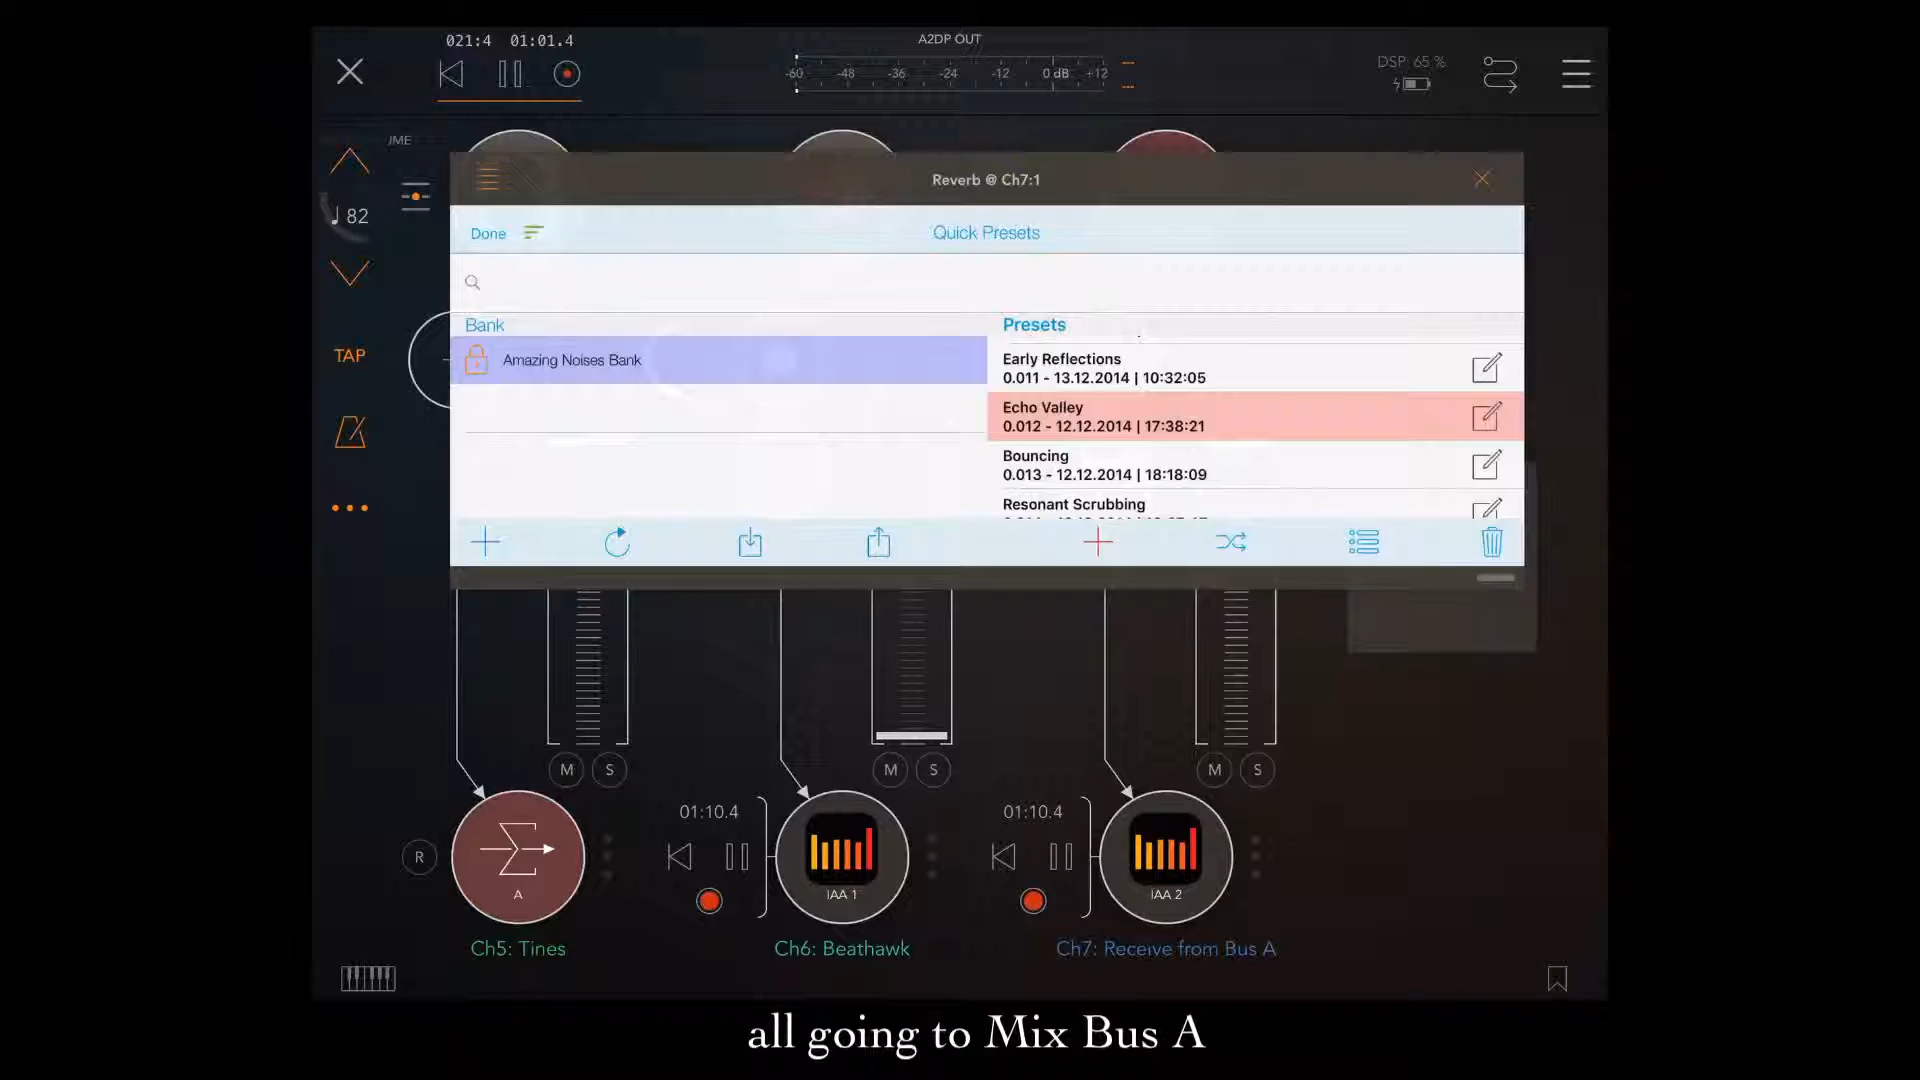 021:4 01:01.4
A2DP OUT
-60 -48 -36 -24 -12 0 dB +12
DSP: 65 %
♩ 82
TAP
Reverb @ Ch7:1
Done
Quick Presets
Bank
Presets
Amazing Noises Bank
Early Reflections
0.011 - 13.12.2014 | 10:32:05
Echo Valley
0.012 - 12.12.2014 | 17:38:21
Bouncing
0.013 - 12.12.2014 | 18:18:09
Resonant Scrubbing
M S
M S
M S
01:10.4
01:10.4
R
A
IAA 1
IAA 2
Ch5: Tines
Ch6: Beathawk
Ch7: Receive from Bus A
all going to Mix Bus A